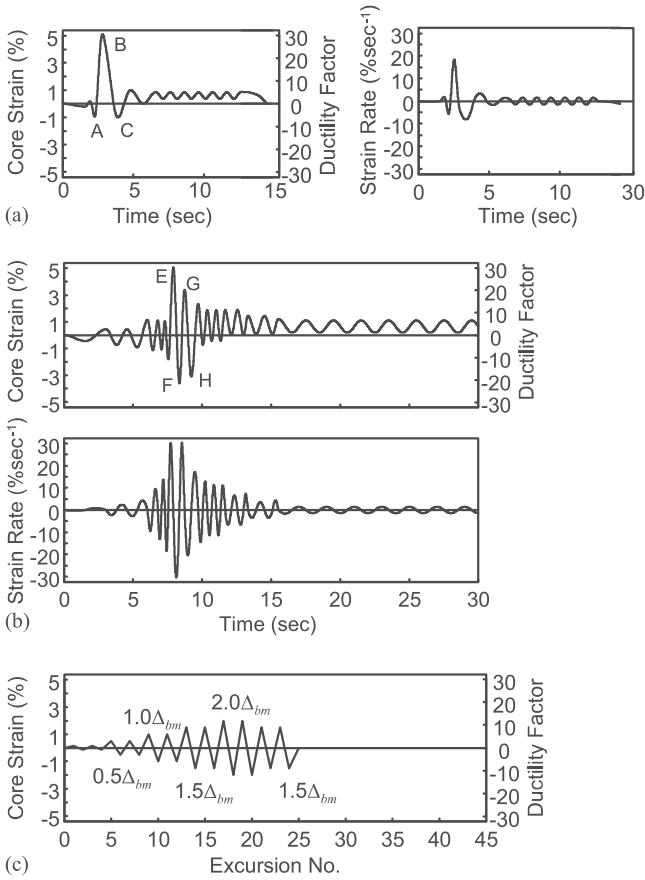 Core Strain (%)
5
3
1
-1
-3
-5
A
B
C
30
20
10
0
-10
-20
-30
Ductility Factor
0
5
10
15
Time (sec)
Strain Rate (%sec-1)
30
20
10
0
-10
-20
-30
0
5
10
30
Time (sec)
(a)
Core Strain (%)
5
3
1
-1
-3
-5
E
G
F
H
30
20
10
0
-10
-20
-30
Ductility Factor
Strain Rate (%sec-1)
30
20
10
0
-10
-20
-30
0
5
10
15
20
25
30
Time (sec)
(b)
Core Strain (%)
5
3
1
-1
-3
-5
2.0Δbm
1.0Δbm
0.5Δbm
1.5Δbm
1.5Δbm
30
20
10
0
-10
-20
-30
Ductility Factor
0
5
10
15
20
25
30
35
40
45
Excursion No.
(c)